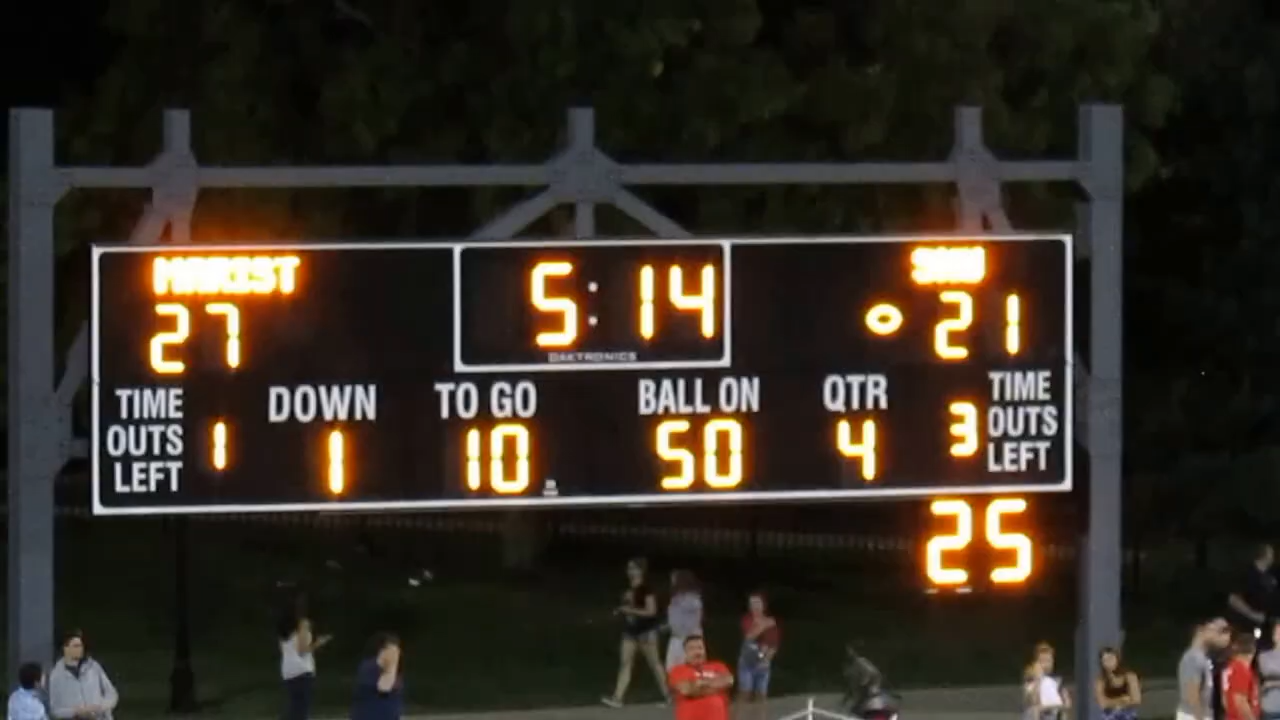 MARIST
5:14
27
21
DAKTRONICS
TIME OUTS LEFT
1
DOWN
1
TO GO
10
BALL ON
50
QTR
4
3
TIME OUTS LEFT
25